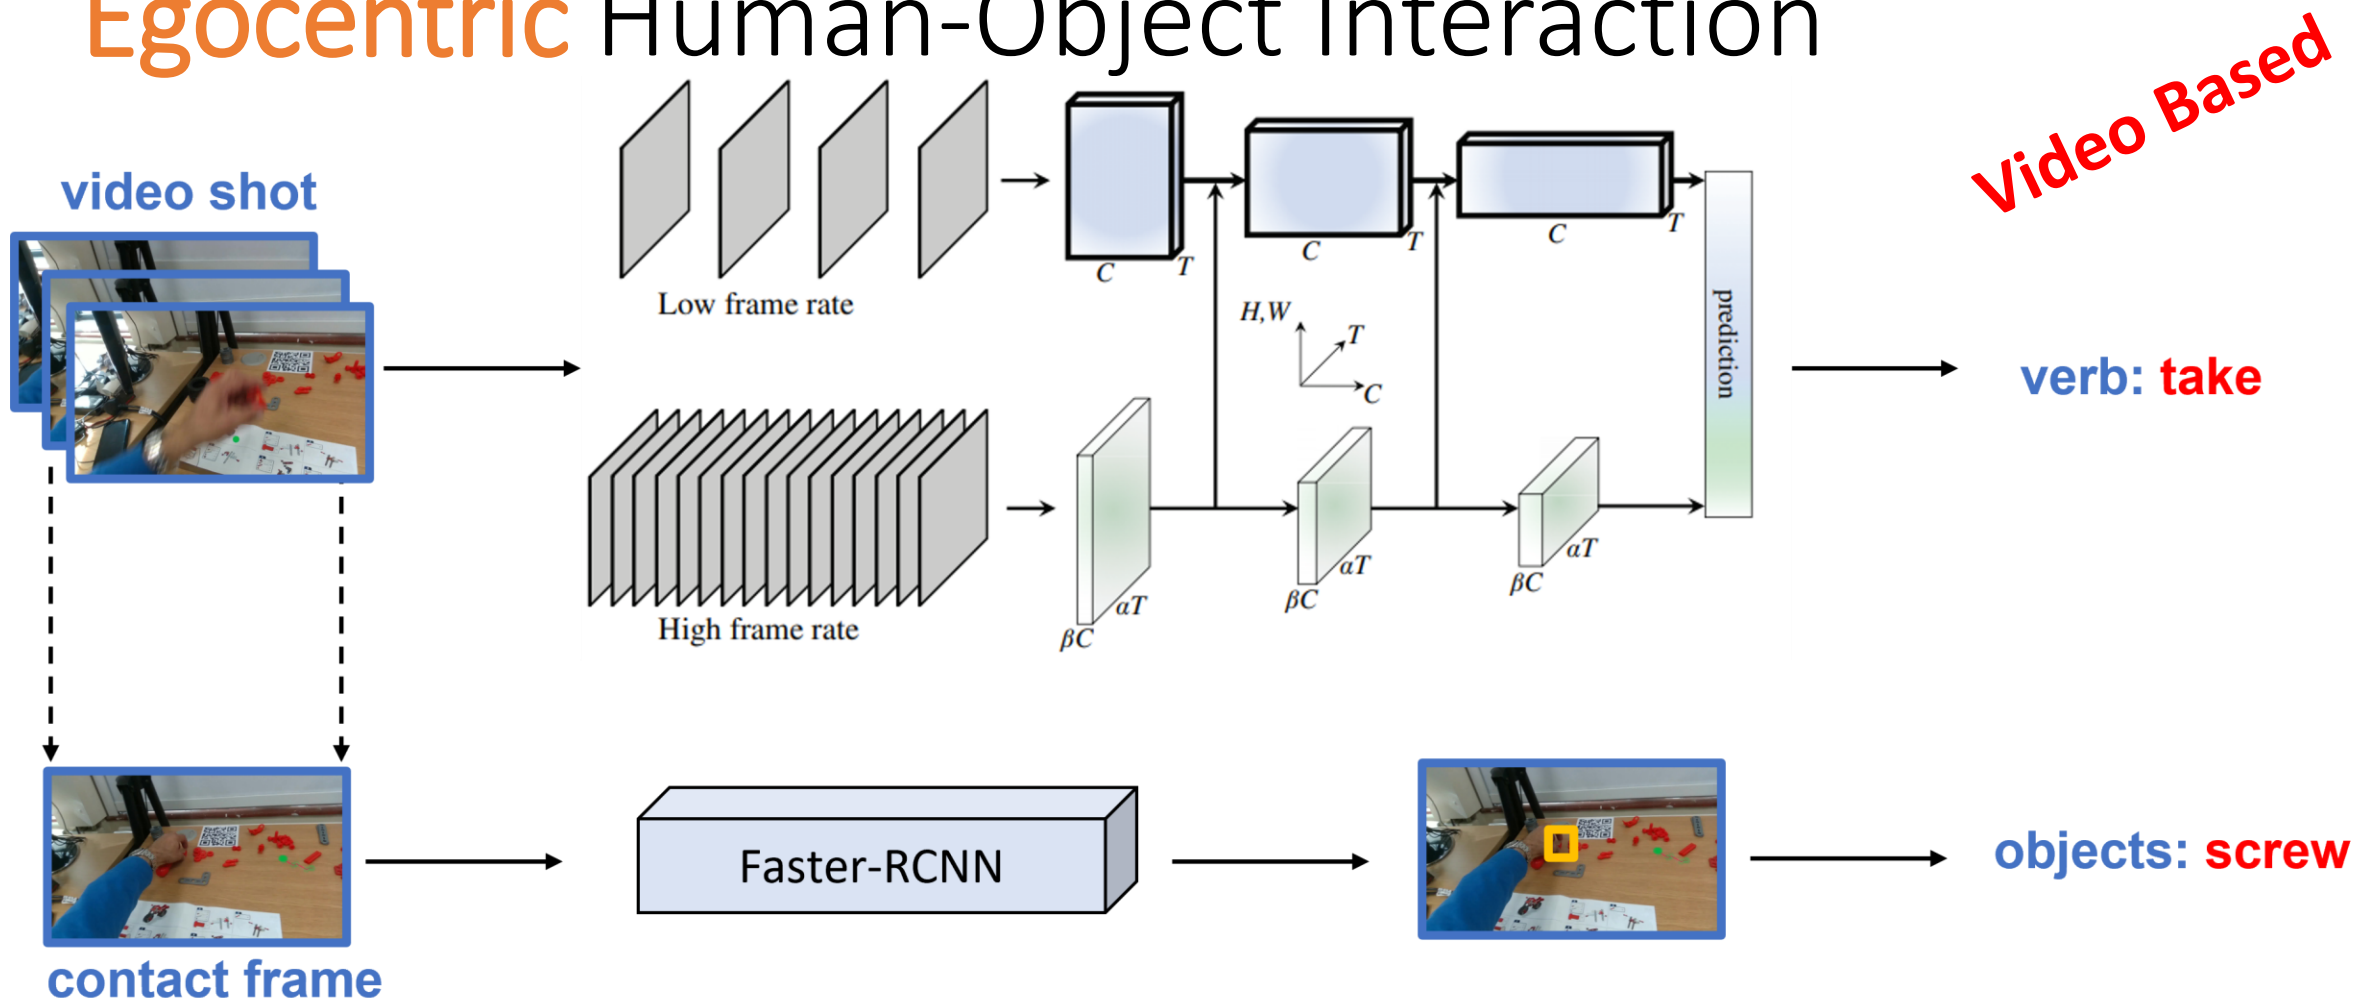 Egocentric Human-Object Interaction
Video Based
video shot
Low frame rate
C
T
C
T
C
T
H,W
T
C
prediction
verb: take
High frame rate
βC
αT
βC
αT
βC
αT
Faster-RCNN
objects: screw
contact frame